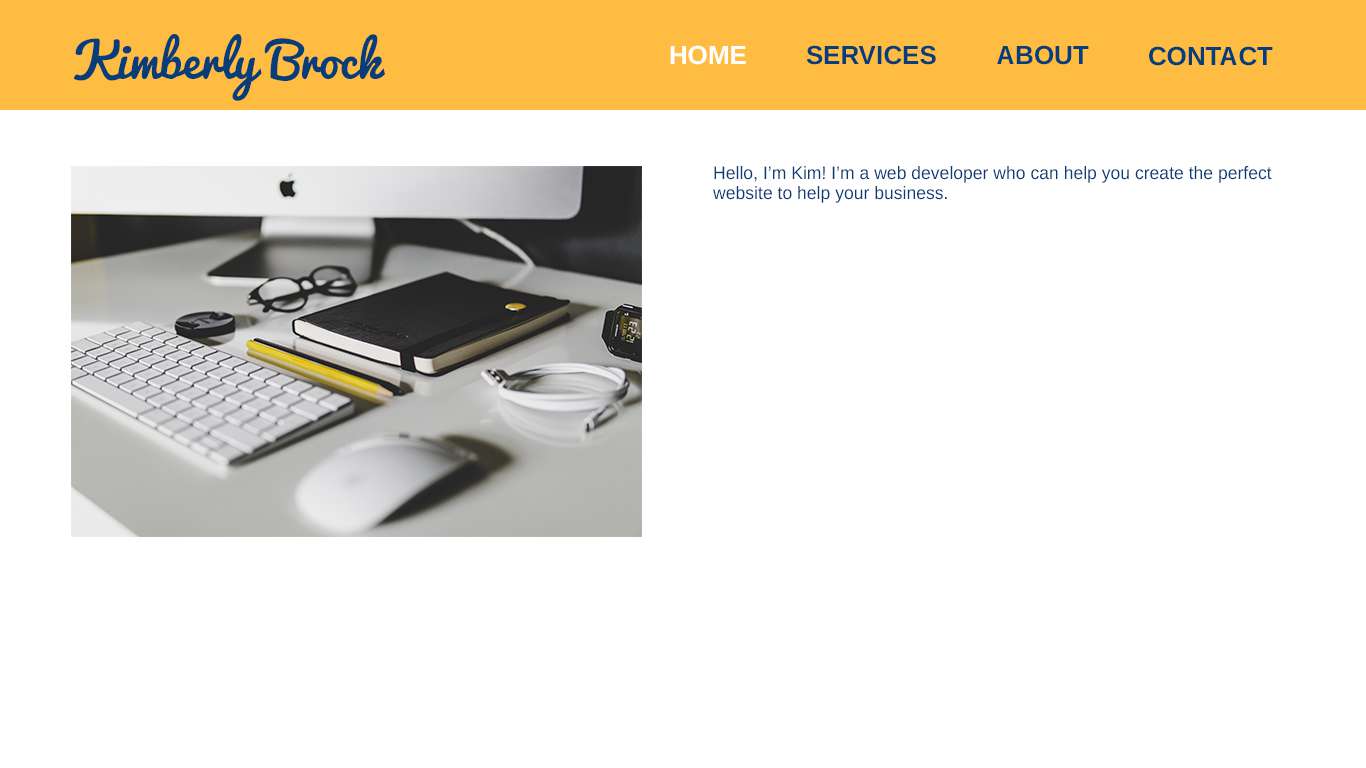 Kimberly Brock
HOME SERVICES ABOUT CONTACT
Hello, I’m Kim! I’m a web developer who can help you create the perfect
website to help your business.